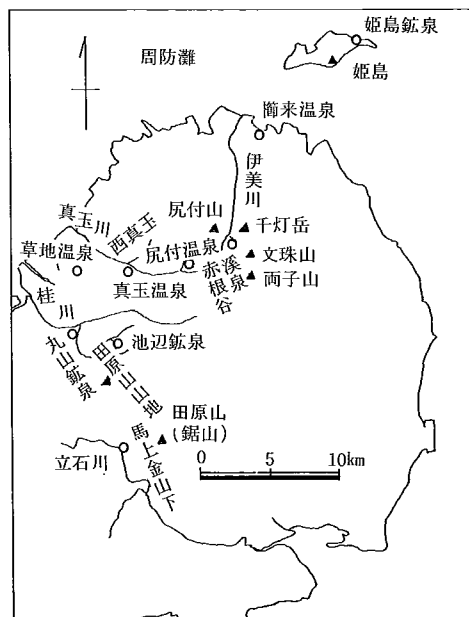 姫島鉱泉
周防灘
姫島
衢来温泉
伊美川
尻付山
千灯岳
真玉川
西真玉
草地温泉
尻付温泉
文珠山
赤根谷
渓泉
両子山
真玉温泉
桂川
池辺鉱泉
丸山鉱泉
田原山山地
田原山
(鋸山)
馬上金山下
立石川
0 5 10km